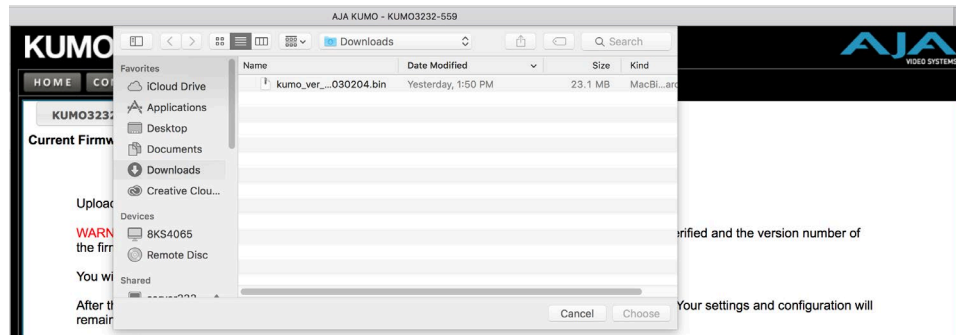 AJA KUMO - KUMO3232-559
KUMO
Downloads
Search
AJA
VIDEO SYSTEMS
Favorites
Name Date Modified Size Kind
iCloud Drive
kumo_ver_...030204.bin Yesterday, 1:50 PM 23.1 MB MacBi...arc
HOME
Applications
KUMO3232
Desktop
Current Firmw
Documents
Downloads
Creative Clou...
Upload
Devices
WARN
8KS4065
erified and the version number of
the firm
Remote Disc
You wi
Shared
After th
Your settings and configuration will
remain
Cancel Choose